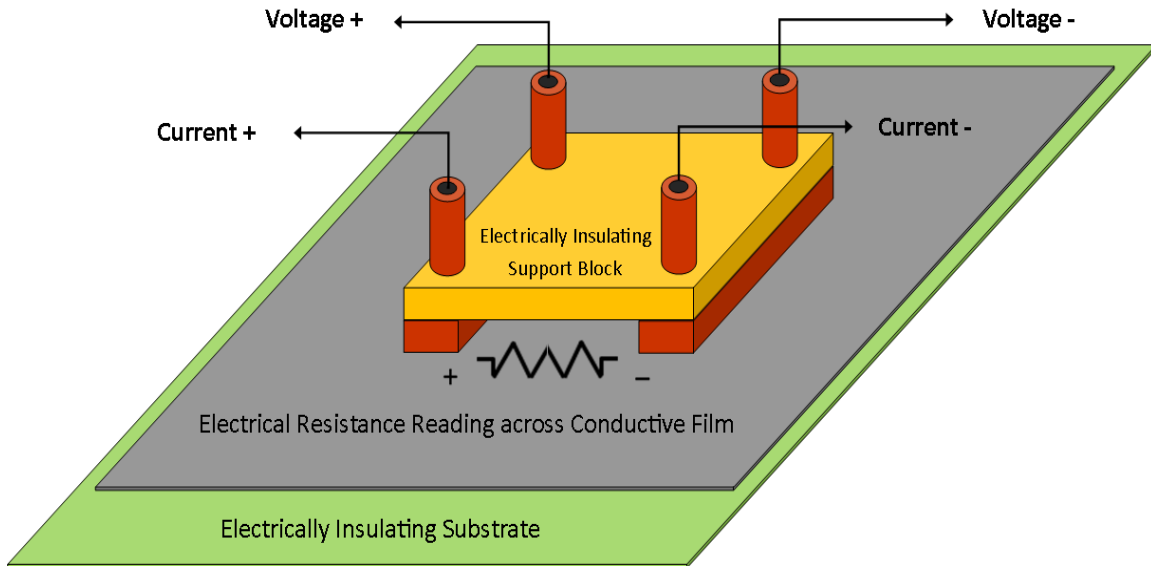 Voltage +
Voltage -
Current +
Current -
Electrically Insulating
Support Block
+
–
Electrical Resistance Reading across Conductive Film
Electrically Insulating Substrate